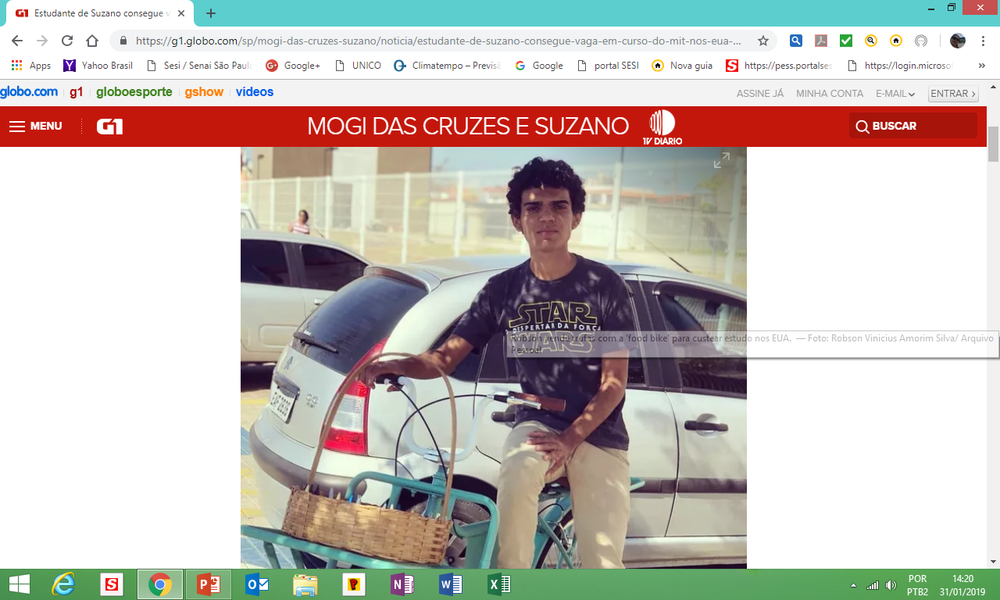 G1 Estudante de Suzano consegue v
https://g1.globo.com/sp/mogi-das-cruzes-suzano/noticia/estudante-de-suzano-consegue-vaga-em-curso-do-mit-nos-eua-...
Apps Yahoo Brasil Sesi / Senai São Paul UNICO Google+ Climatempo – Previs Google portal SESI Nova guia https://pess.portalses https://login.microso »
globo.com g1 globoesporte gshow vídeos ASSINE JÁ MINHA CONTA E-MAIL ENTRAR
MENU G1 MOGI DAS CRUZES E SUZANO TV DIARIO BUSCAR
STAR
DESPERTAR DA FORÇA
WARS
Robson vende trufas com a 'food bike' para custear estudo nos EUA. — Foto: Robson Vinicius Amorim Silva/ Arquivo
Pessoal
POR 14:20
PTB2 31/01/2019